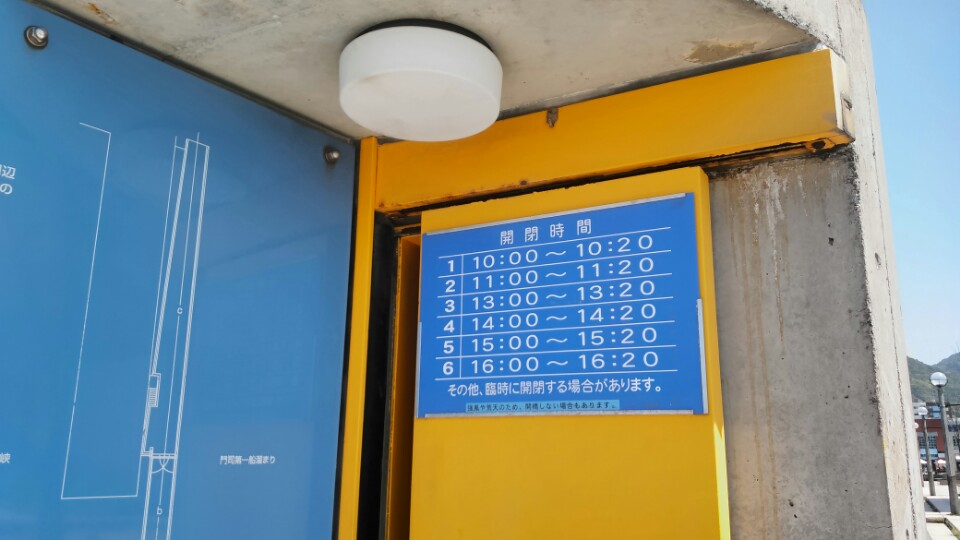 辺
の
峡
門司第一船溜まり
開閉時間
1 10:00～10:20
2 11:00～11:20
3 13:00～13:20
4 14:00～14:20
5 15:00～15:20
6 16:00～16:20
その他、臨時に開閉する場合があります。
強風や荒天のため、開橋しない場合もあります。